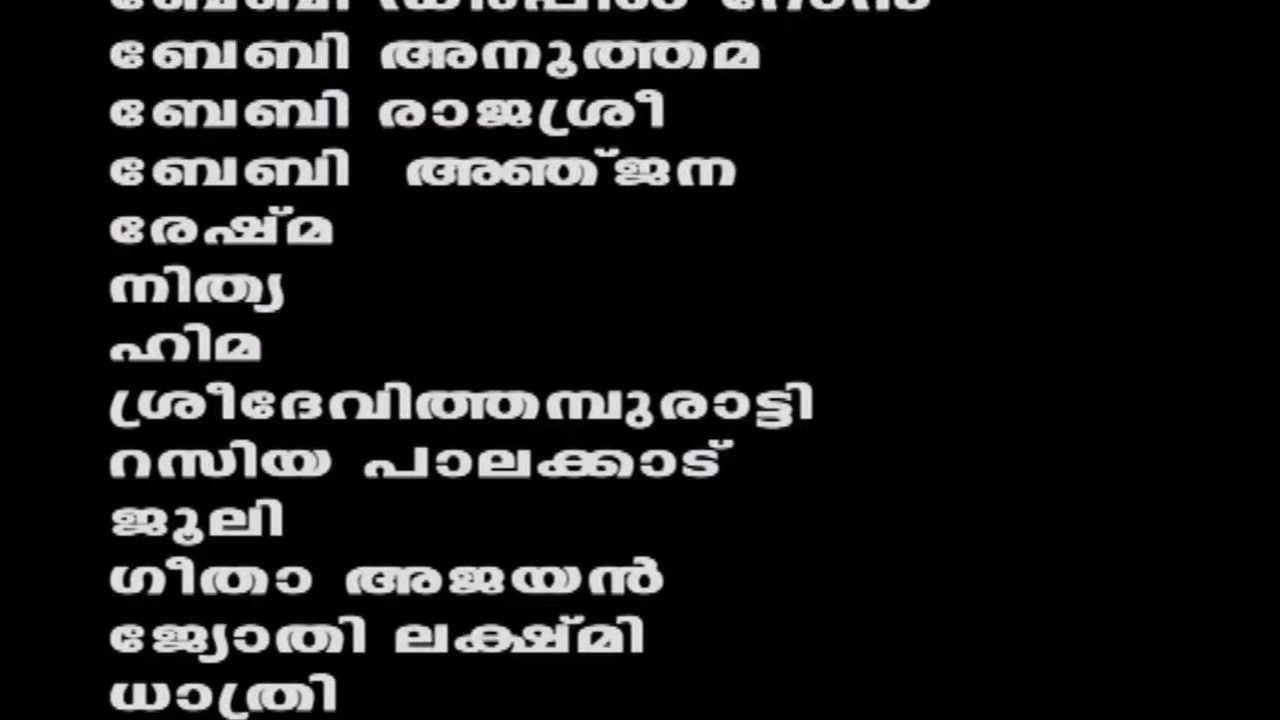 ബേബി
ബേബി അനൂത്തമ
ബേബി രാജശ്രീ
ബേബി അഞ്ജന
രേഷ്മ
നിത്യ
ഹിമ
ശ്രീദേവിത്തമ്പുരാട്ടി
റസിയ പാലക്കാട്
ജൂലി
ഗീതാ അജയൻ
ജ്യോതി ലക്ഷ്മി
ധാത്രി